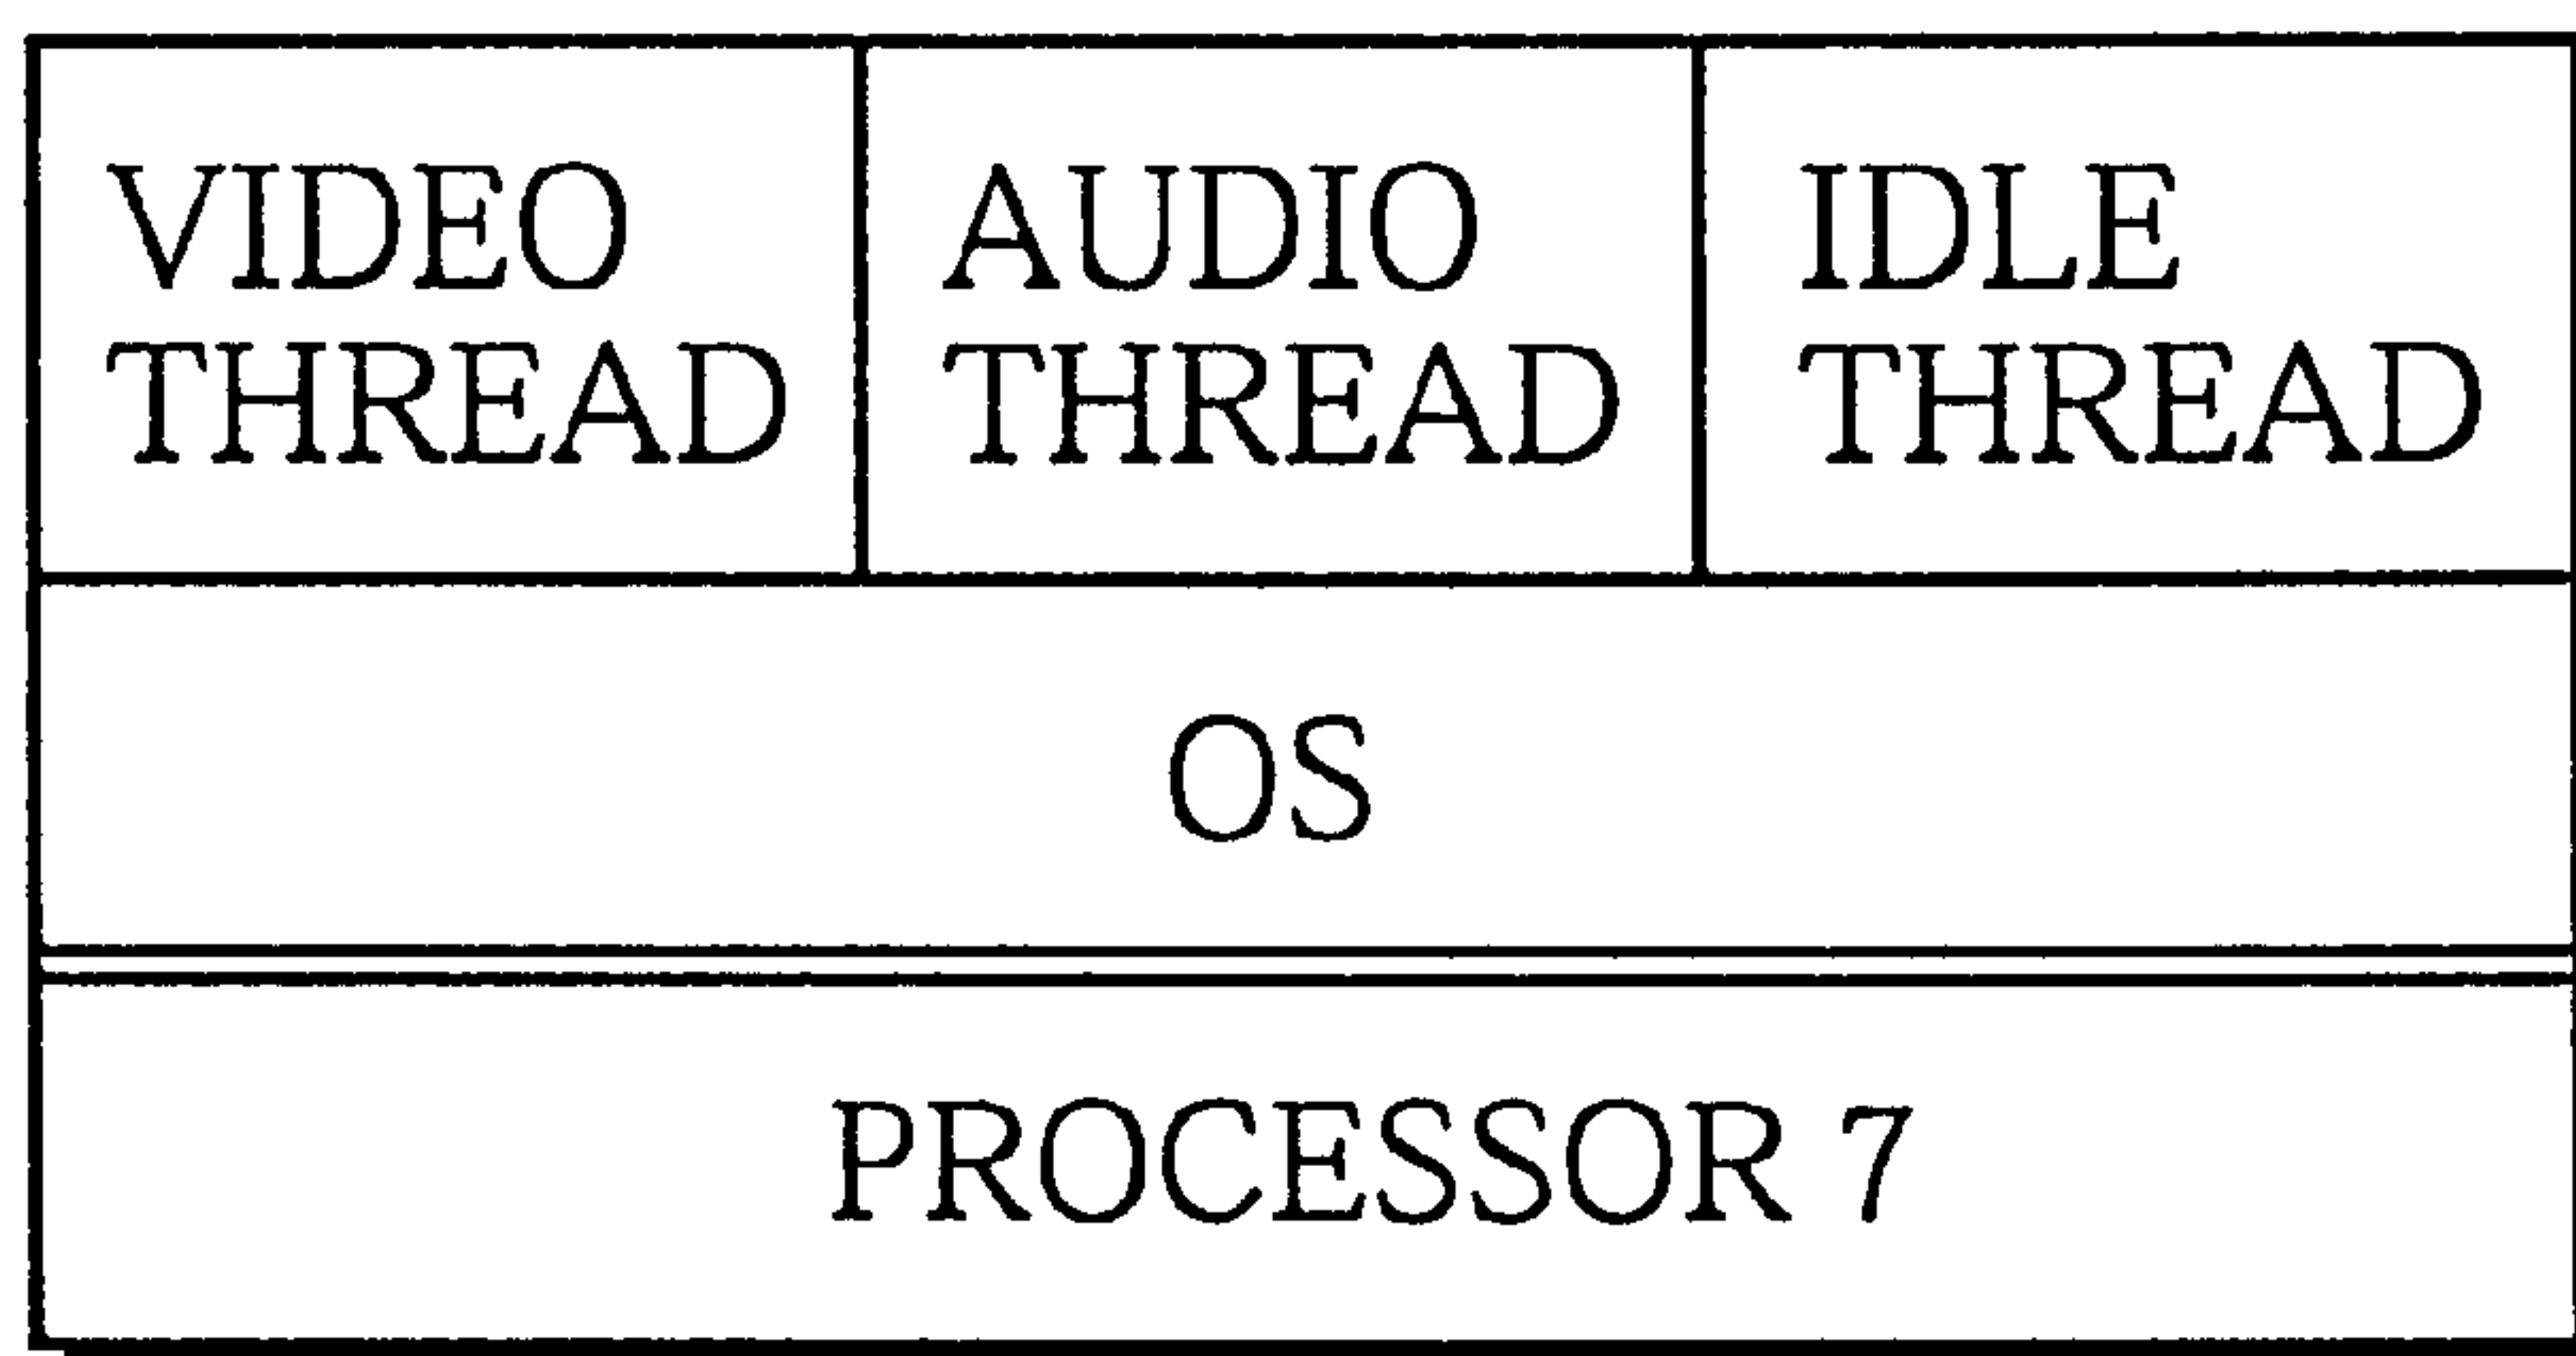 VIDEO
THREAD
AUDIO
THREAD
IDLE
THREAD
OS
PROCESSOR 7